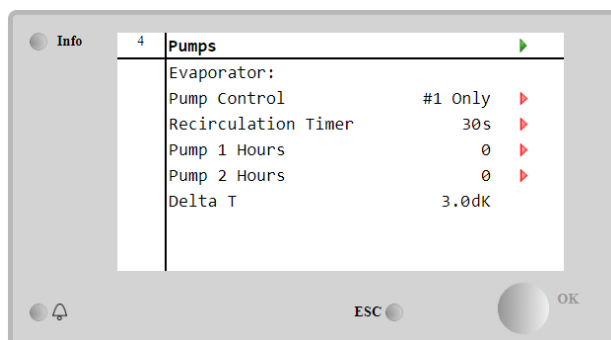 Info
4 Pumps
Evaporator:
Pump Control #1 Only
Recirculation Timer 30s
Pump 1 Hours 0
Pump 2 Hours 0
Delta T 3.0dK
ESC OK